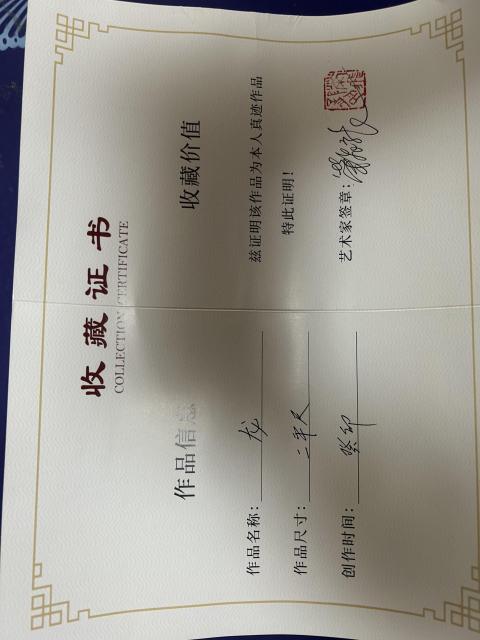 收藏证书
COLLECTION CERTIFICATE
作品信息
作品名称：龙
作品尺寸：二平尺
创作时间：癸卯
收藏价值
兹证明该作品为本人真迹作品
特此证明！
艺术家签章：